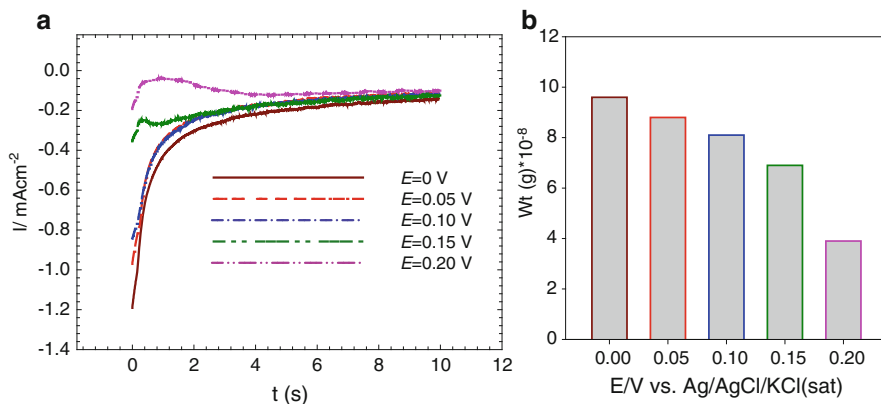 a
I/ mAcm-2
0.0
-0.2
-0.4
-0.6
-0.8
-1.0
-1.2
-1.4
E=0 V
E=0.05 V
E=0.10 V
E=0.15 V
E=0.20 V
0 2 4 6 8 10 12
t (s)
b
Wt (g)*10-8
12
10
8
6
4
2
0
0.00 0.05 0.10 0.15 0.20
E/V vs. Ag/AgCl/KCl(sat)